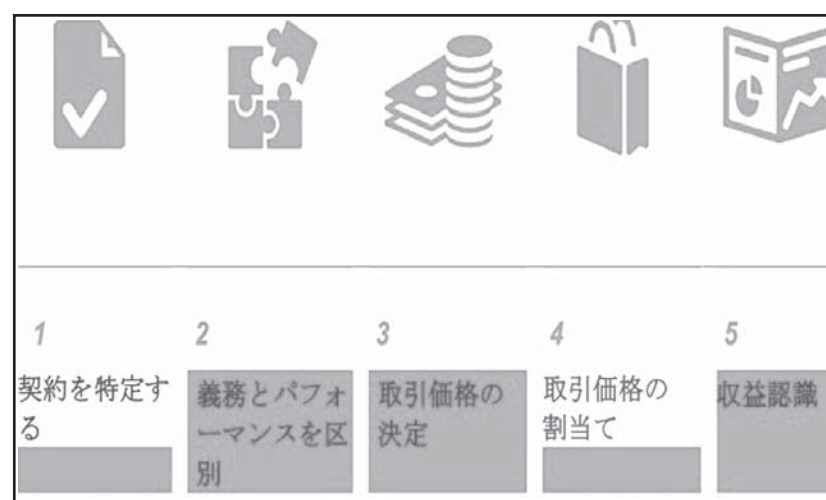 1
契約を特定す
る
2
義務とパフォ
ーマンスを区
別
3
取引価格の
決定
4
取引価格の
割当て
5
収益認識